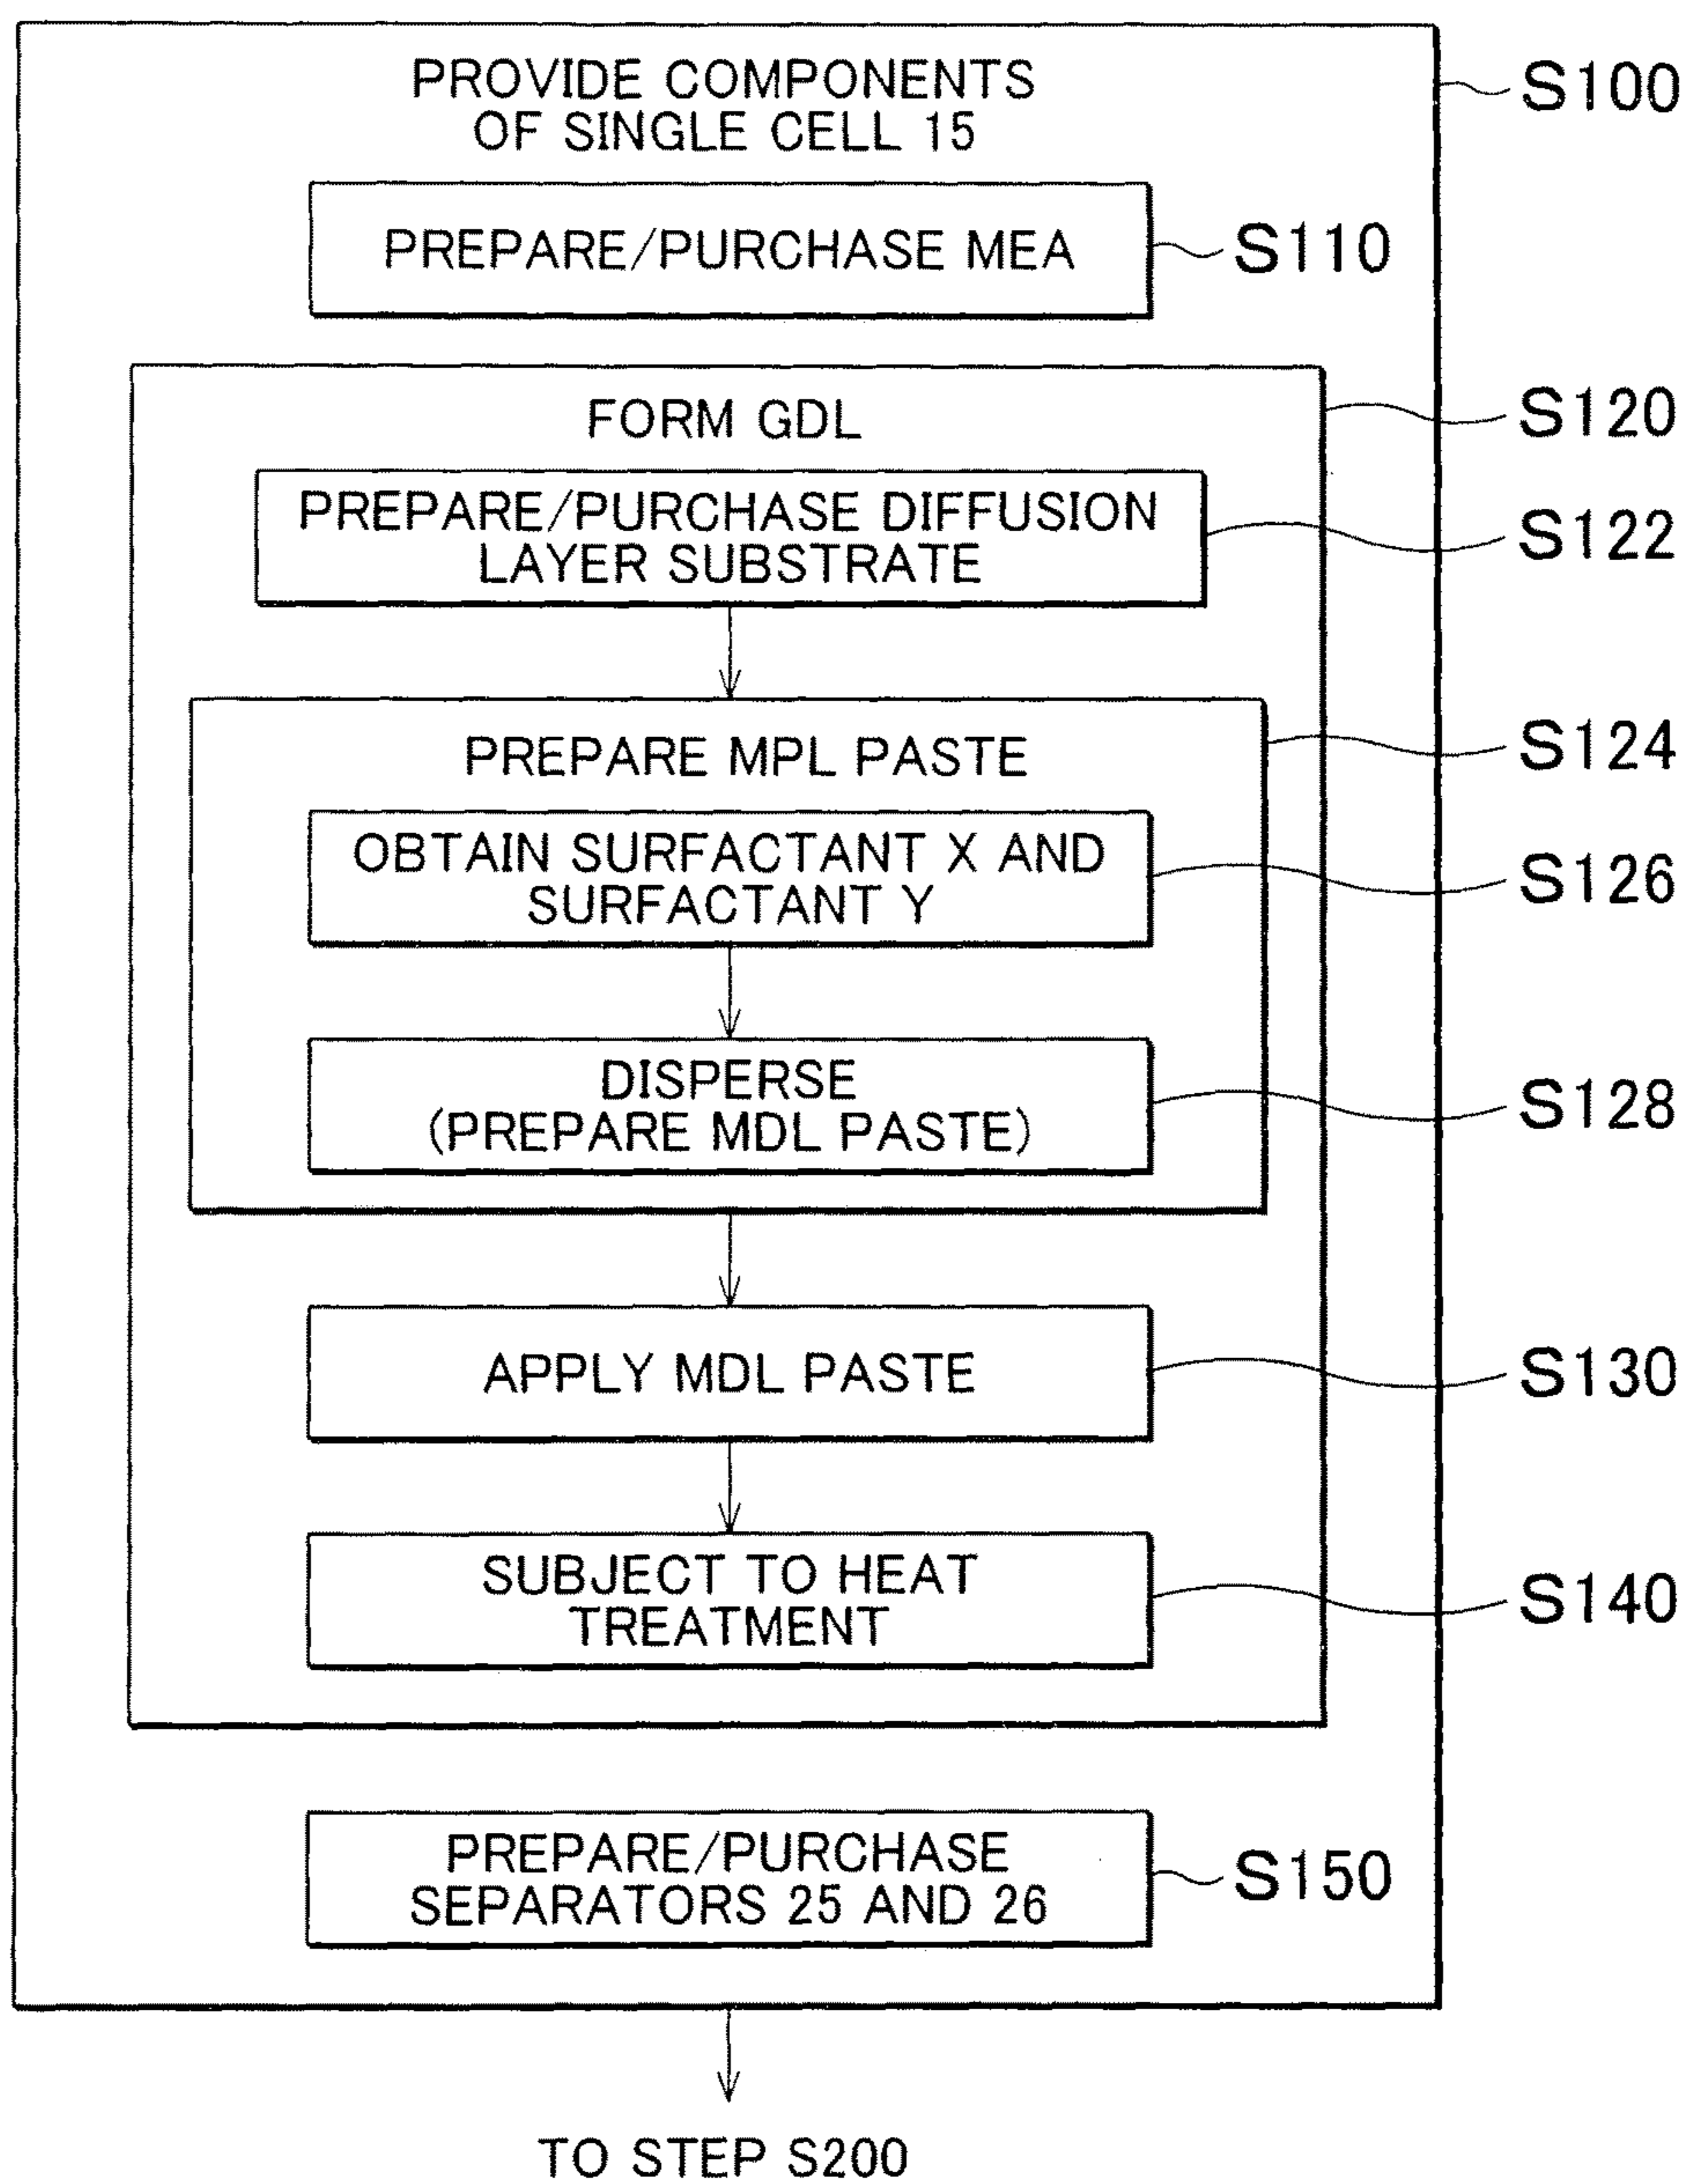 PROVIDE COMPONENTS
OF SINGLE CELL 15
S100
PREPARE/PURCHASE MEA
S110
FORM GDL
S120
PREPARE/PURCHASE DIFFUSION
LAYER SUBSTRATE
S122
PREPARE MPL PASTE
S124
OBTAIN SURFACTANT X AND
SURFACTANT Y
S126
DISPERSE
(PREPARE MDL PASTE)
S128
APPLY MDL PASTE
S130
SUBJECT TO HEAT
TREATMENT
S140
PREPARE/PURCHASE
SEPARATORS 25 AND 26
S150
TO STEP S200